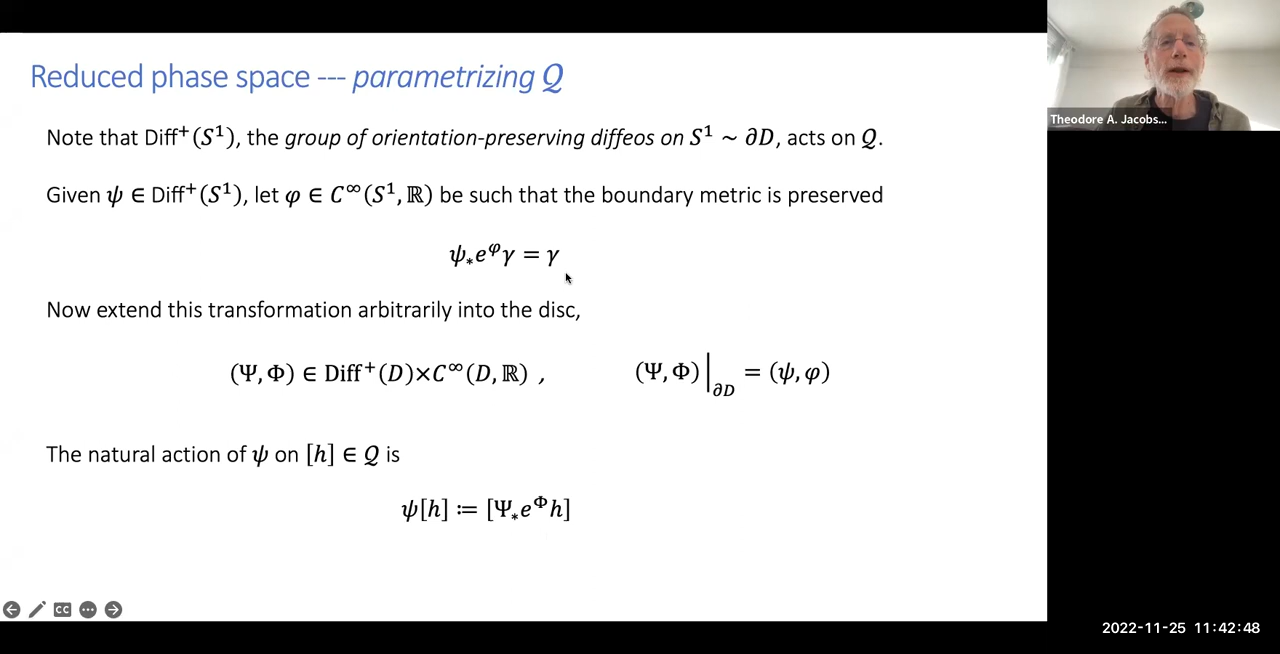 Reduced phase space --- parametrizing 𝒬
Note that Diff⁺(S¹), the group of orientation-preserving diffeos on S¹ ~ ∂D, acts on 𝒬.
Given ψ ∈ Diff⁺(S¹), let φ ∈ C^∞(S¹, ℝ) be such that the boundary metric is preserved
ψ_* e^φ γ = γ
Now extend this transformation arbitrarily into the disc,
(Ψ, Φ) ∈ Diff⁺(D)×C^∞(D, ℝ) , (Ψ, Φ)|_∂D = (ψ, φ)
The natural action of ψ on [h] ∈ 𝒬 is
ψ[h] ≔ [Ψ_* e^Φ h]
Theodore A. Jacobs...
CC
2022-11-25 11:42:48